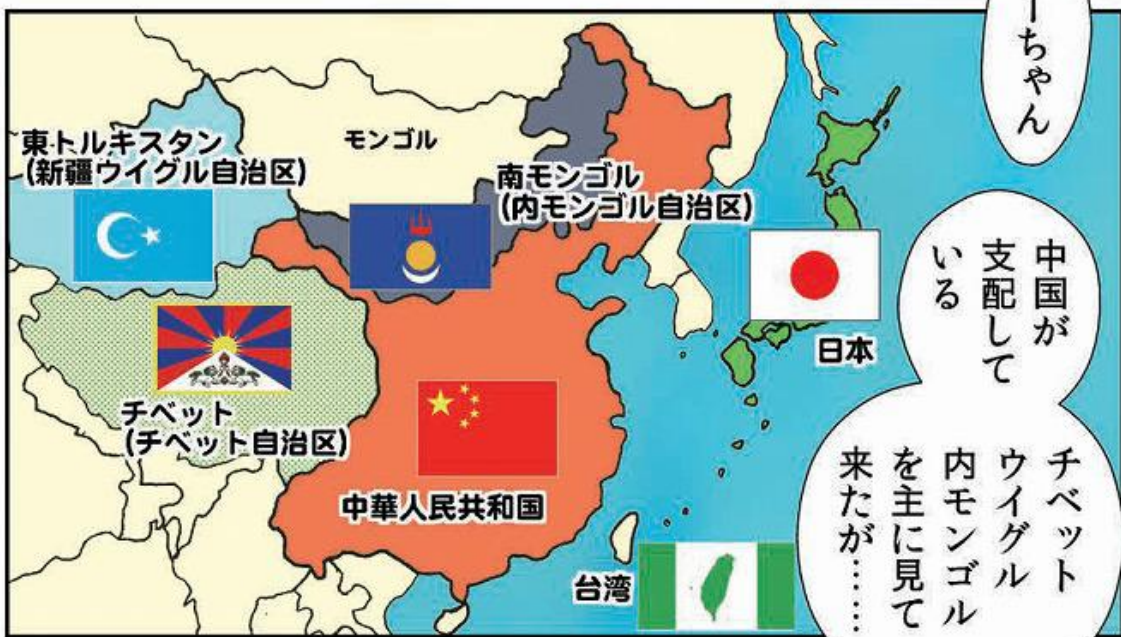 ーちゃん
中国が
支配して
いる
チベット
ウイグル
内モンゴル
を主に見て
来たが……
東トルキスタン
(新疆ウイグル自治区)
モンゴル
南モンゴル
(内モンゴル自治区)
日本
チベット
(チベット自治区)
中華人民共和国
台湾